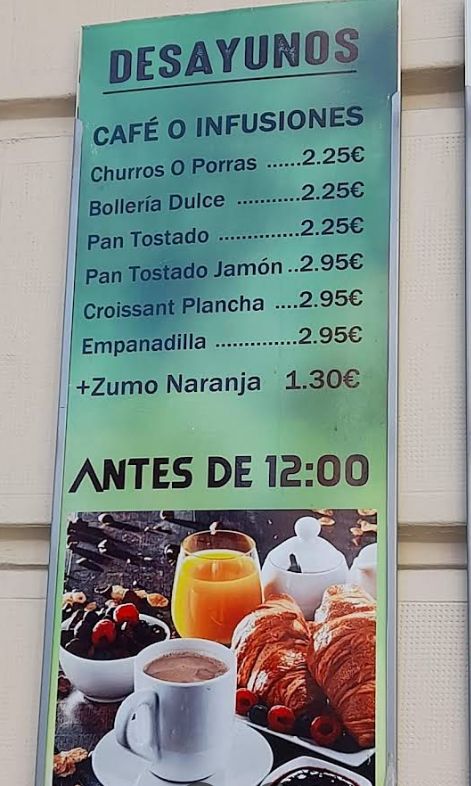 DESAYUNOS
CAFÉ O INFUSIONES
Churros O Porras ......2.25€
Bollería Dulce ...........2.25€
Pan Tostado ..............2.25€
Pan Tostado Jamón ..2.95€
Croissant Plancha ....2.95€
Empanadilla ..............2.95€
+Zumo Naranja 1.30€
ANTES DE 12:00